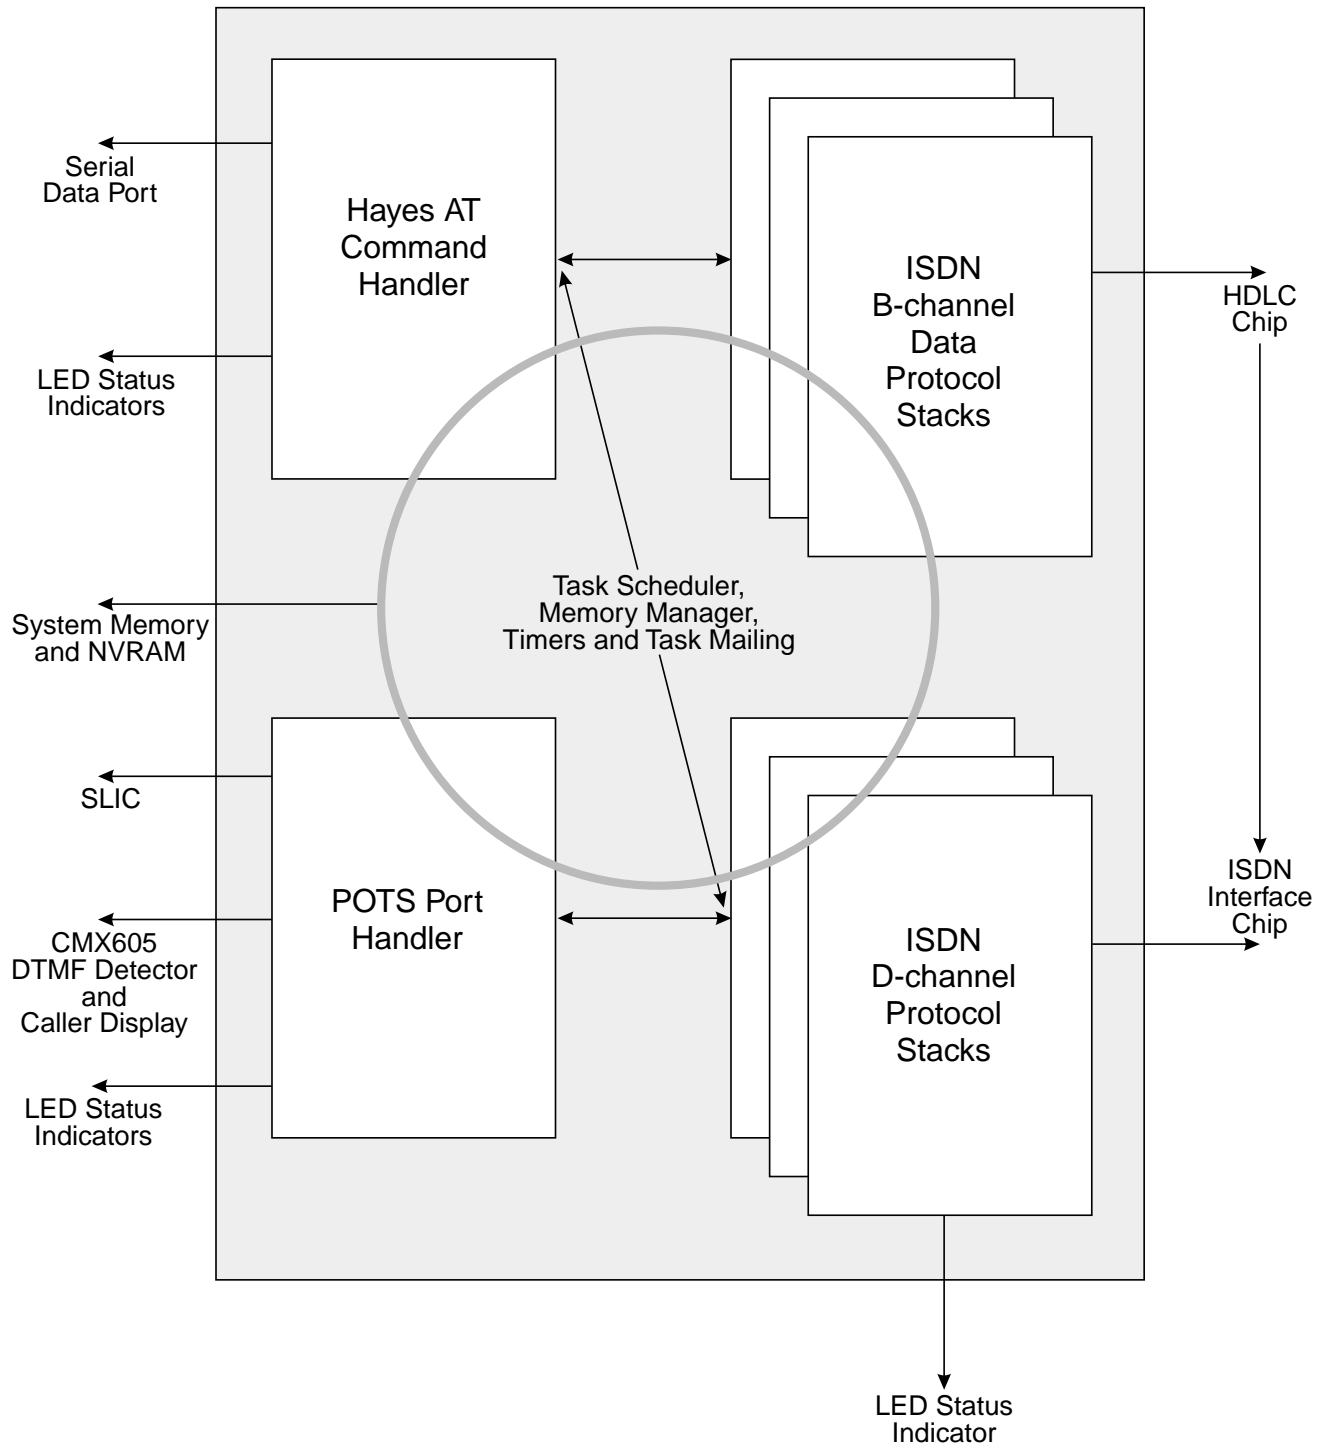 Serial
Data Port
Hayes AT
Command
Handler
LED Status
Indicators
ISDN
B-channel
Data
Protocol
Stacks
HDLC
Chip
Task Scheduler,
Memory Manager,
Timers and Task Mailing
System Memory
and NVRAM
SLIC
POTS Port
Handler
CMX605
DTMF Detector
and
Caller Display
LED Status
Indicators
ISDN
D-channel
Protocol
Stacks
ISDN
Interface
Chip
LED Status
Indicator